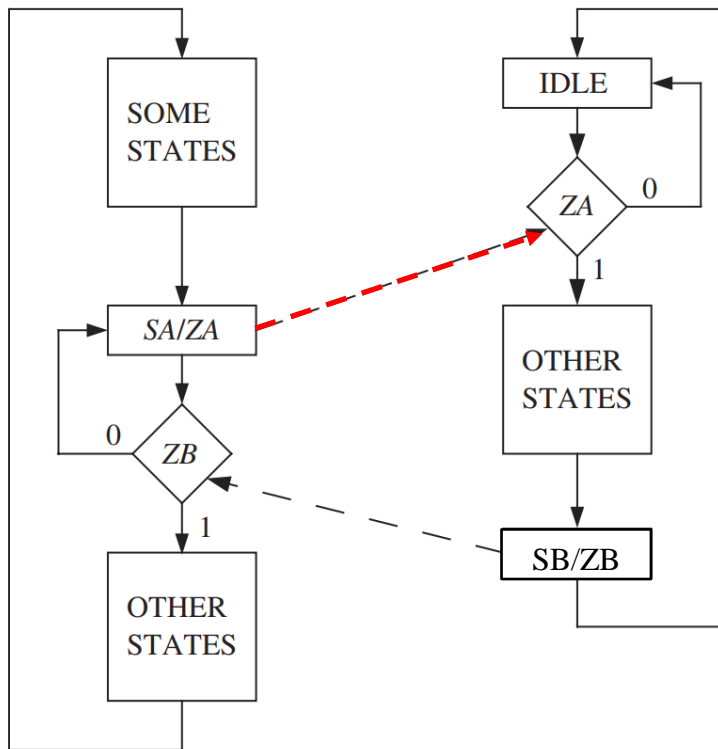 SOME
STATES
SA/ZA
0
ZB
1
OTHER
STATES
IDLE
ZA
0
1
OTHER
STATES
SB/ZB